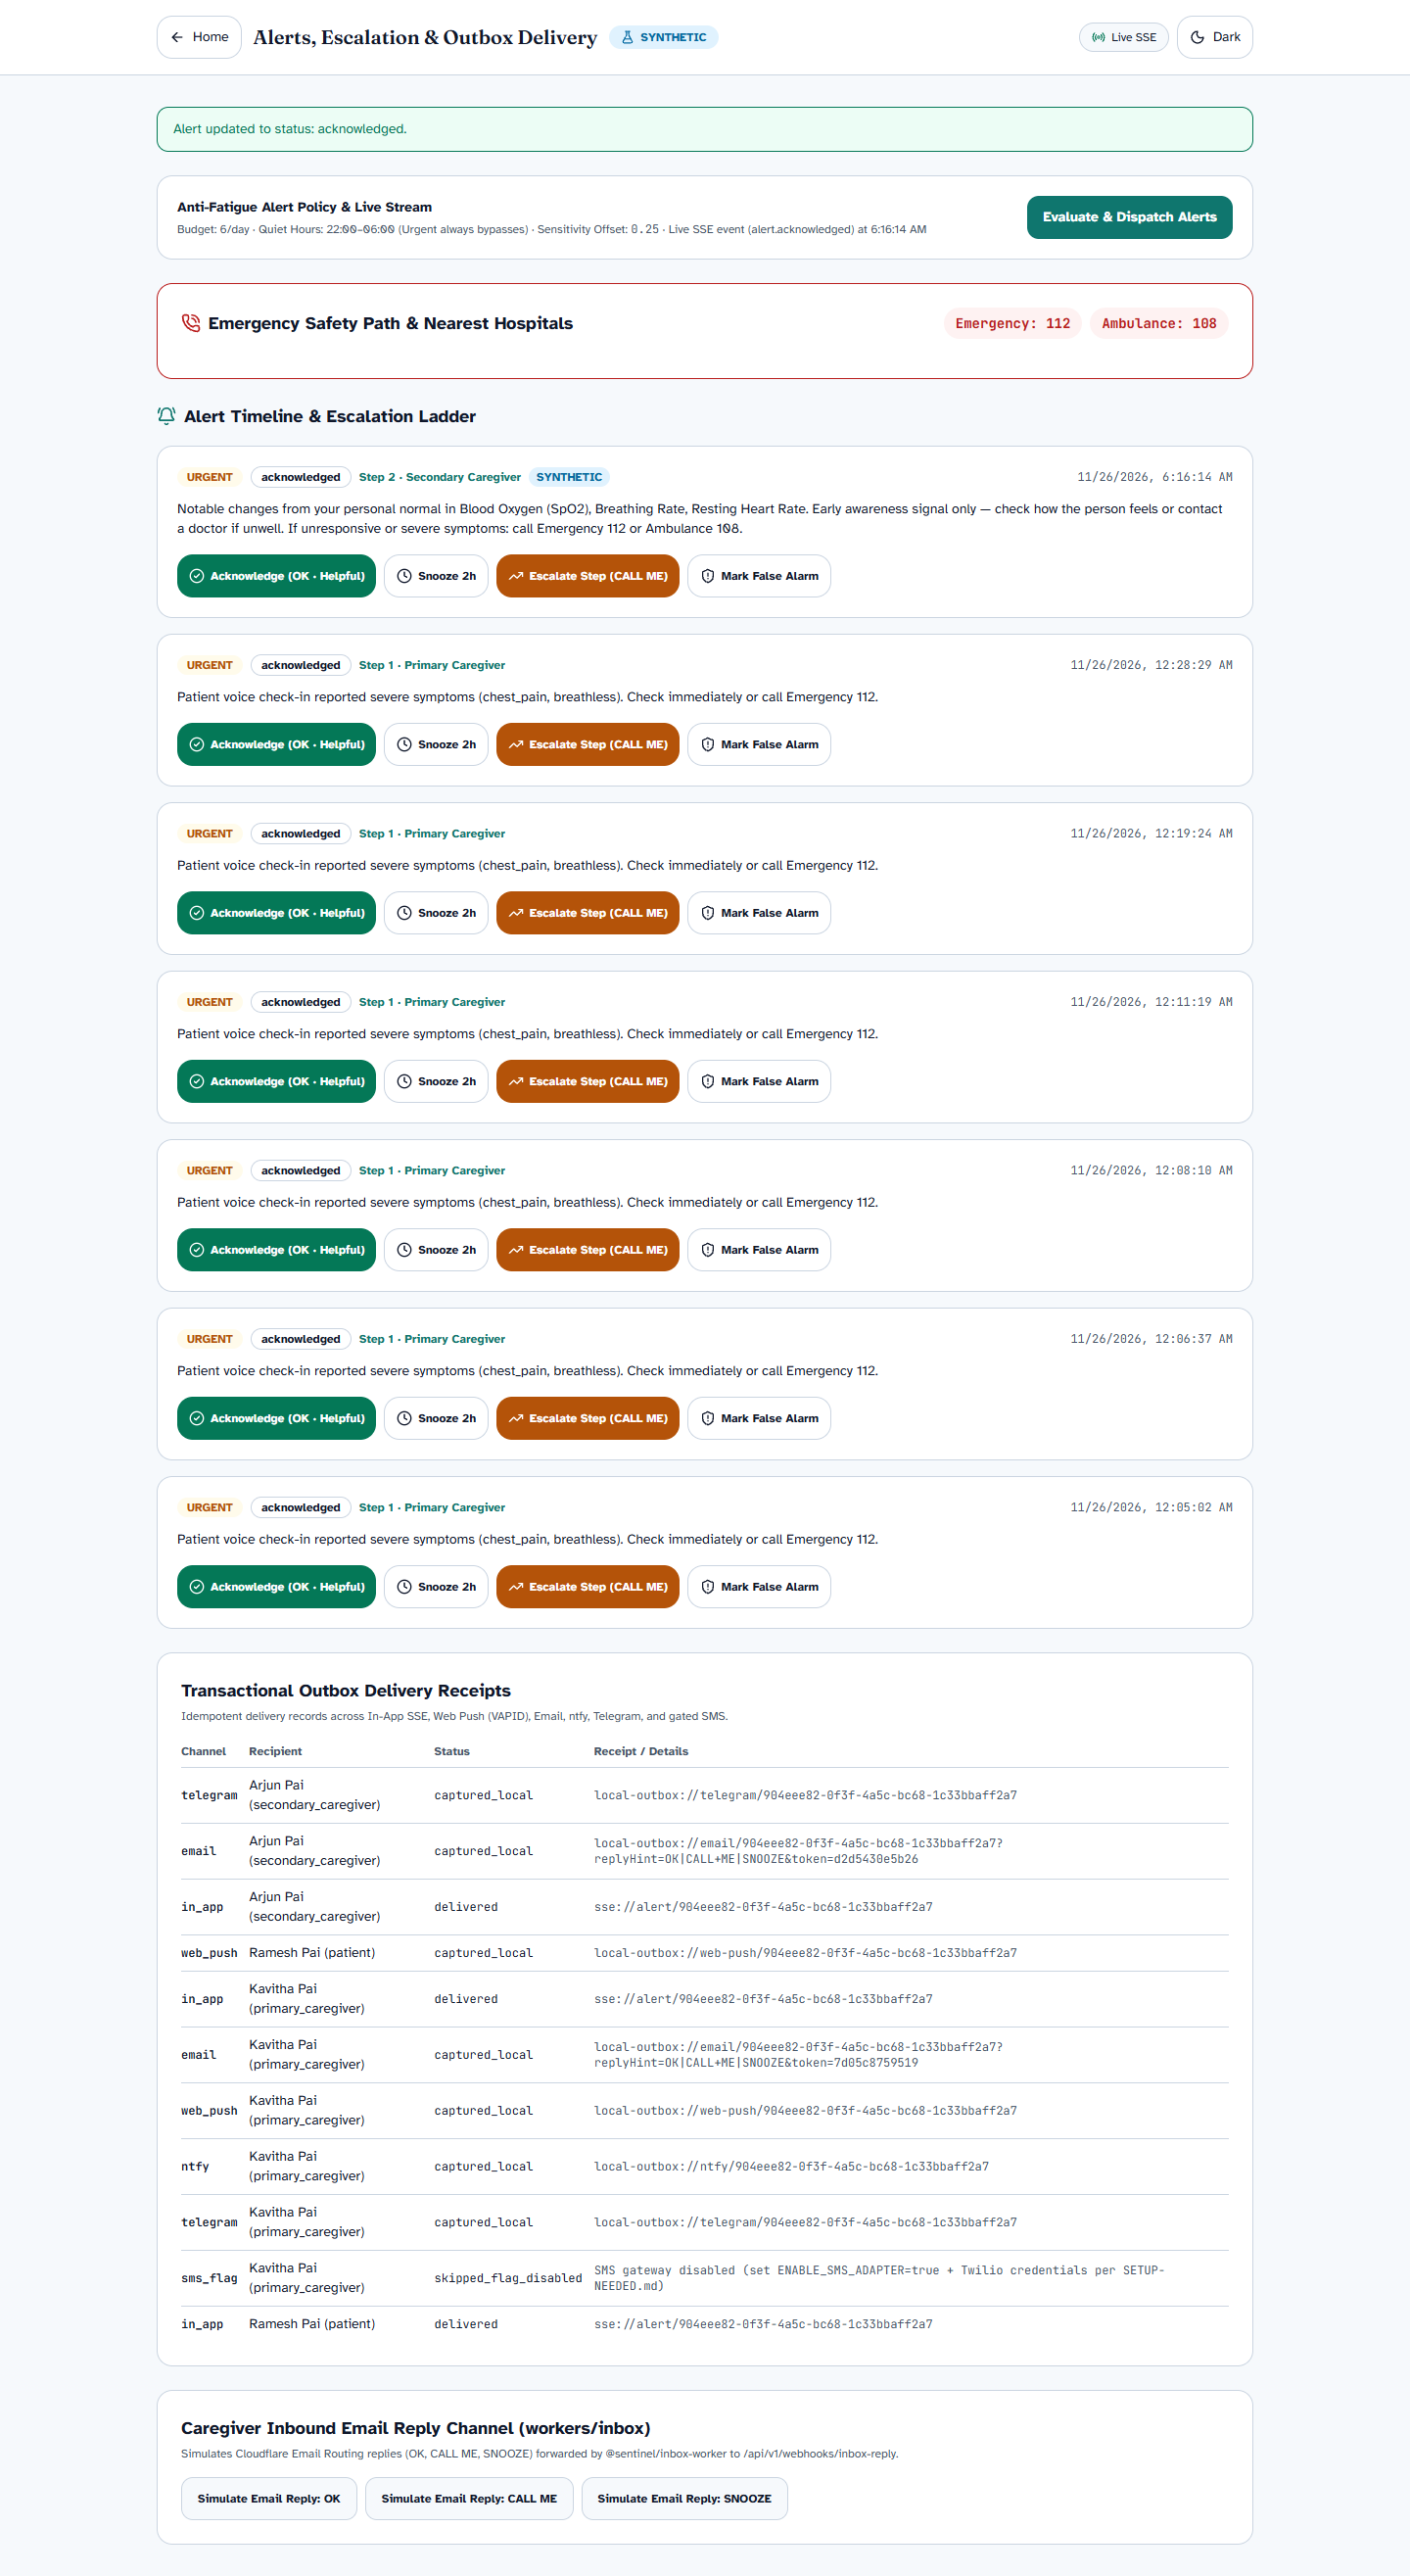 Home
Alerts, Escalation & Outbox Delivery
SYNTHETIC
Live SSE
Dark
Alert updated to status: acknowledged.
Anti-Fatigue Alert Policy & Live Stream
Budget: 6/day · Quiet Hours: 22:00–06:00 (Urgent always bypasses) · Sensitivity Offset: 0.25 · Live SSE event (alert.acknowledged) at 6:16:14 AM
Evaluate & Dispatch Alerts
Emergency Safety Path & Nearest Hospitals
Emergency: 112
Ambulance: 108
Alert Timeline & Escalation Ladder
URGENT acknowledged Step 2 · Secondary Caregiver SYNTHETIC 11/26/2026, 6:16:14 AM
Notable changes from your personal normal in Blood Oxygen (SpO2), Breathing Rate, Resting Heart Rate. Early awareness signal only — check how the person feels or contact
a doctor if unwell. If unresponsive or severe symptoms: call Emergency 112 or Ambulance 108.
Acknowledge (OK · Helpful) Snooze 2h Escalate Step (CALL ME) Mark False Alarm
URGENT acknowledged Step 1 · Primary Caregiver 11/26/2026, 12:28:29 AM
Patient voice check-in reported severe symptoms (chest_pain, breathless). Check immediately or call Emergency 112.
Acknowledge (OK · Helpful) Snooze 2h Escalate Step (CALL ME) Mark False Alarm
URGENT acknowledged Step 1 · Primary Caregiver 11/26/2026, 12:19:24 AM
Patient voice check-in reported severe symptoms (chest_pain, breathless). Check immediately or call Emergency 112.
Acknowledge (OK · Helpful) Snooze 2h Escalate Step (CALL ME) Mark False Alarm
URGENT acknowledged Step 1 · Primary Caregiver 11/26/2026, 12:11:19 AM
Patient voice check-in reported severe symptoms (chest_pain, breathless). Check immediately or call Emergency 112.
Acknowledge (OK · Helpful) Snooze 2h Escalate Step (CALL ME) Mark False Alarm
URGENT acknowledged Step 1 · Primary Caregiver 11/26/2026, 12:08:10 AM
Patient voice check-in reported severe symptoms (chest_pain, breathless). Check immediately or call Emergency 112.
Acknowledge (OK · Helpful) Snooze 2h Escalate Step (CALL ME) Mark False Alarm
URGENT acknowledged Step 1 · Primary Caregiver 11/26/2026, 12:06:37 AM
Patient voice check-in reported severe symptoms (chest_pain, breathless). Check immediately or call Emergency 112.
Acknowledge (OK · Helpful) Snooze 2h Escalate Step (CALL ME) Mark False Alarm
URGENT acknowledged Step 1 · Primary Caregiver 11/26/2026, 12:05:02 AM
Patient voice check-in reported severe symptoms (chest_pain, breathless). Check immediately or call Emergency 112.
Acknowledge (OK · Helpful) Snooze 2h Escalate Step (CALL ME) Mark False Alarm
Transactional Outbox Delivery Receipts
Idempotent delivery records across In-App SSE, Web Push (VAPID), Email, ntfy, Telegram, and gated SMS.
Channel Recipient Status Receipt / Details
telegram Arjun Pai (secondary_caregiver) captured_local local-outbox://telegram/904eee82-0f3f-4a5c-bc68-1c33bbaff2a7
email Arjun Pai (secondary_caregiver) captured_local local-outbox://email/904eee82-0f3f-4a5c-bc68-1c33bbaff2a7?
replyHint=OK|CALL+ME|SNOOZE&token=d2d5430e5b26
in_app Arjun Pai (secondary_caregiver) delivered sse://alert/904eee82-0f3f-4a5c-bc68-1c33bbaff2a7
web_push Ramesh Pai (patient) captured_local local-outbox://web-push/904eee82-0f3f-4a5c-bc68-1c33bbaff2a7
in_app Kavitha Pai (primary_caregiver) delivered sse://alert/904eee82-0f3f-4a5c-bc68-1c33bbaff2a7
email Kavitha Pai (primary_caregiver) captured_local local-outbox://email/904eee82-0f3f-4a5c-bc68-1c33bbaff2a7?
replyHint=OK|CALL+ME|SNOOZE&token=7d05c8759519
web_push Kavitha Pai (primary_caregiver) captured_local local-outbox://web-push/904eee82-0f3f-4a5c-bc68-1c33bbaff2a7
ntfy Kavitha Pai (primary_caregiver) captured_local local-outbox://ntfy/904eee82-0f3f-4a5c-bc68-1c33bbaff2a7
telegram Kavitha Pai (primary_caregiver) captured_local local-outbox://telegram/904eee82-0f3f-4a5c-bc68-1c33bbaff2a7
sms_flag Kavitha Pai (primary_caregiver) skipped_flag_disabled SMS gateway disabled (set ENABLE_SMS_ADAPTER=true + Twilio credentials per SETUP-
NEEDED.md)
in_app Ramesh Pai (patient) delivered sse://alert/904eee82-0f3f-4a5c-bc68-1c33bbaff2a7
Caregiver Inbound Email Reply Channel (workers/inbox)
Simulates Cloudflare Email Routing replies (OK, CALL ME, SNOOZE) forwarded by @sentinel/inbox-worker to /api/v1/webhooks/inbox-reply.
Simulate Email Reply: OK
Simulate Email Reply: CALL ME
Simulate Email Reply: SNOOZE